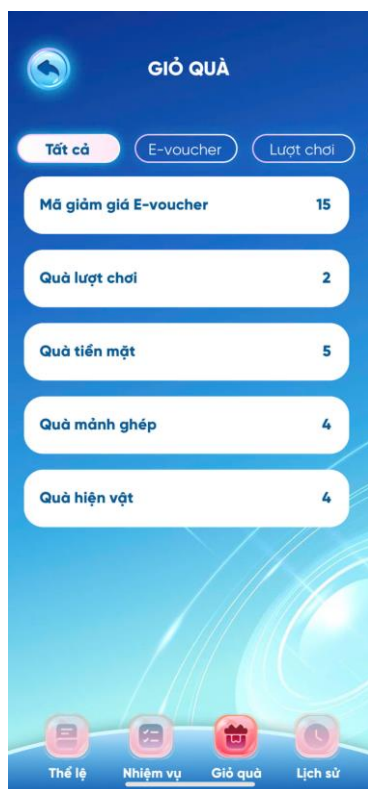 GIỎ QUÀ
Tất cả E-voucher Lượt chơi
Mã giảm giá E-voucher 15
Quà lượt chơi 2
Quà tiền mặt 5
Quà mảnh ghép 4
Quà hiện vật 4
Thể lệ Nhiệm vụ Giỏ quà Lịch sử